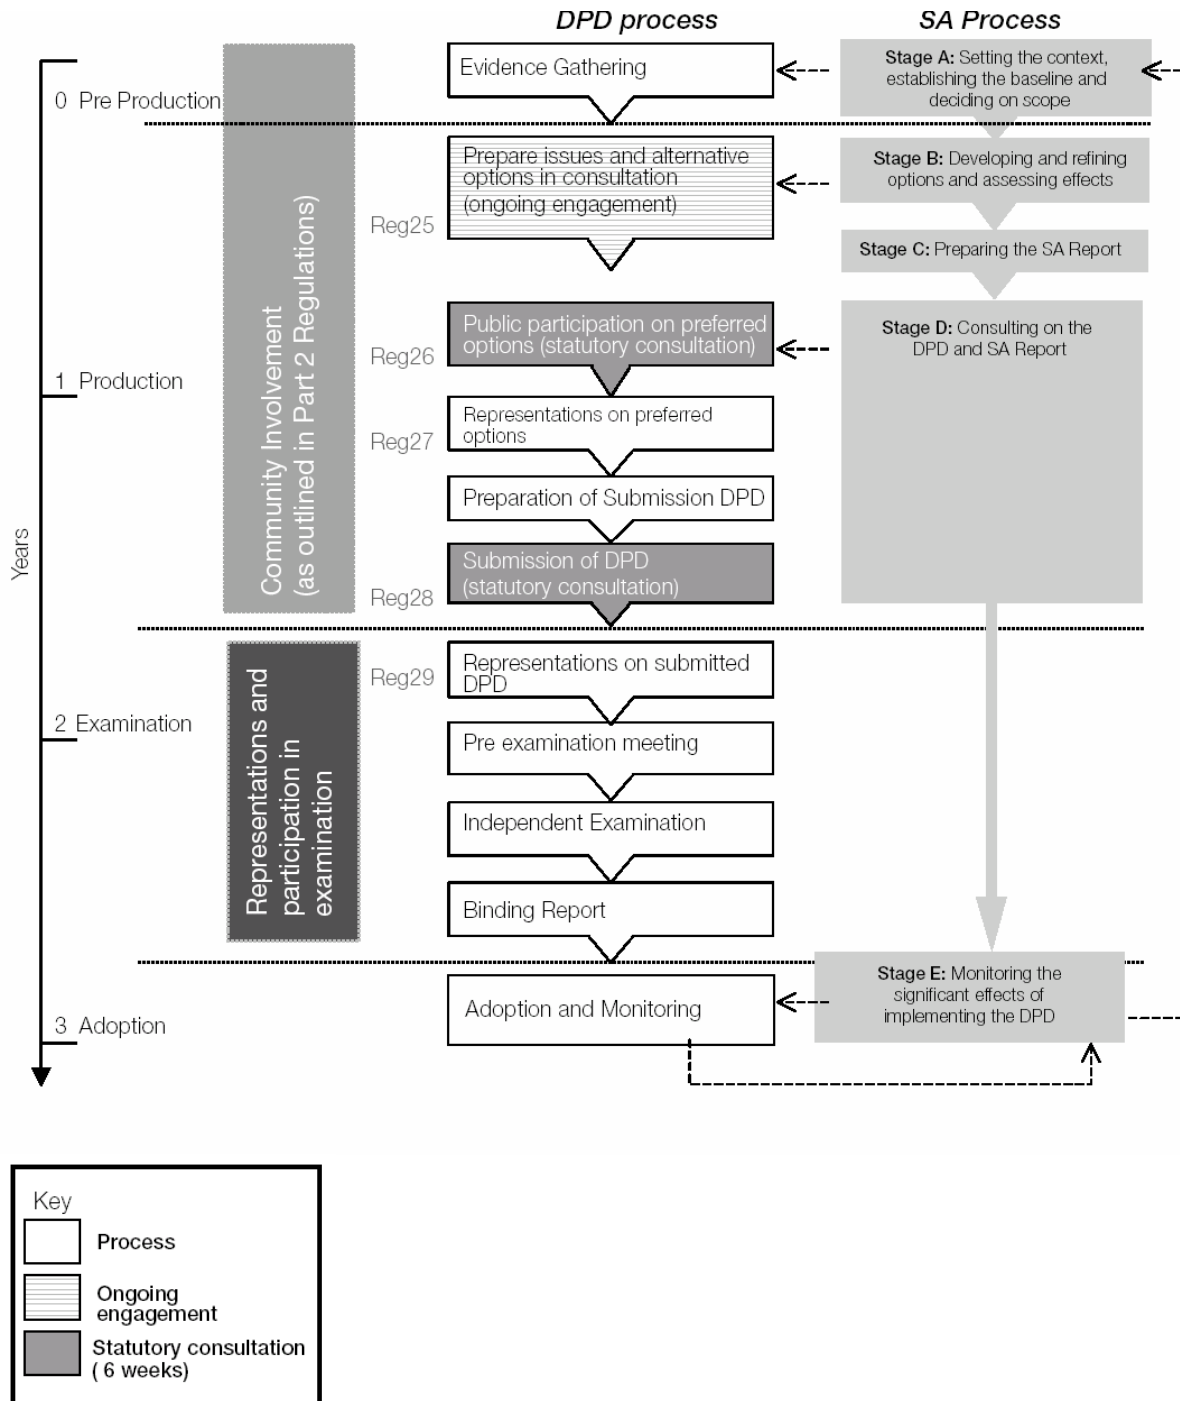 DPD process
SA Process
Years
0 Pre Production
1 Production
2 Examination
3 Adoption
Community Involvement
(as outlined in Part 2 Regulations)
Representations and
participation in
examination
Reg25
Reg26
Reg27
Reg28
Reg29
Evidence Gathering
Prepare issues and alternative
options in consultation
(ongoing engagement)
Public participation on preferred
options (statutory consultation)
Representations on preferred
options
Preparation of Submission DPD
Submission of DPD
(statutory consultation)
Representations on submitted
DPD
Pre examination meeting
Independent Examination
Binding Report
Adoption and Monitoring
Stage A: Setting the context,
establishing the baseline and
deciding on scope
Stage B: Developing and refining
options and assessing effects
Stage C: Preparing the SA Report
Stage D: Consulting on the
DPD and SA Report
Stage E: Monitoring the
significant effects of
implementing the DPD
Key
Process
Ongoing
engagement
Statutory consultation
( 6 weeks)